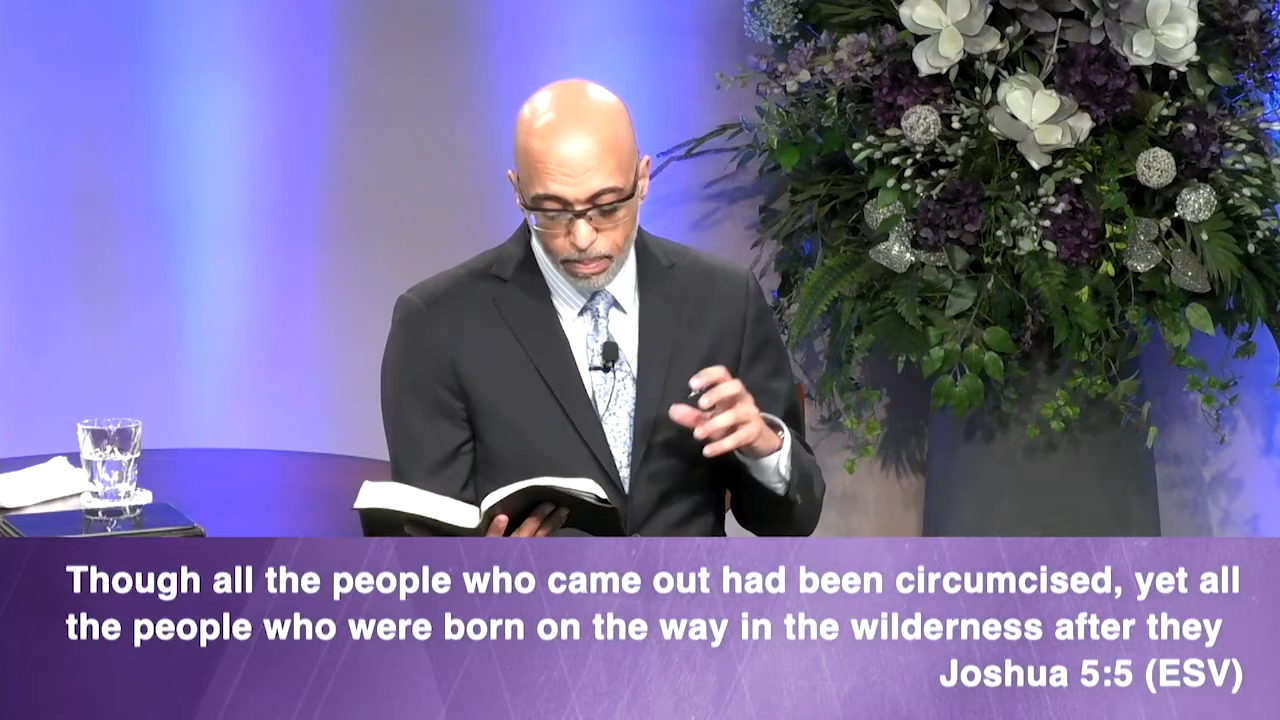 Though all the people who came out had been circumcised, yet all
the people who were born on the way in the wilderness after they
Joshua 5:5 (ESV)